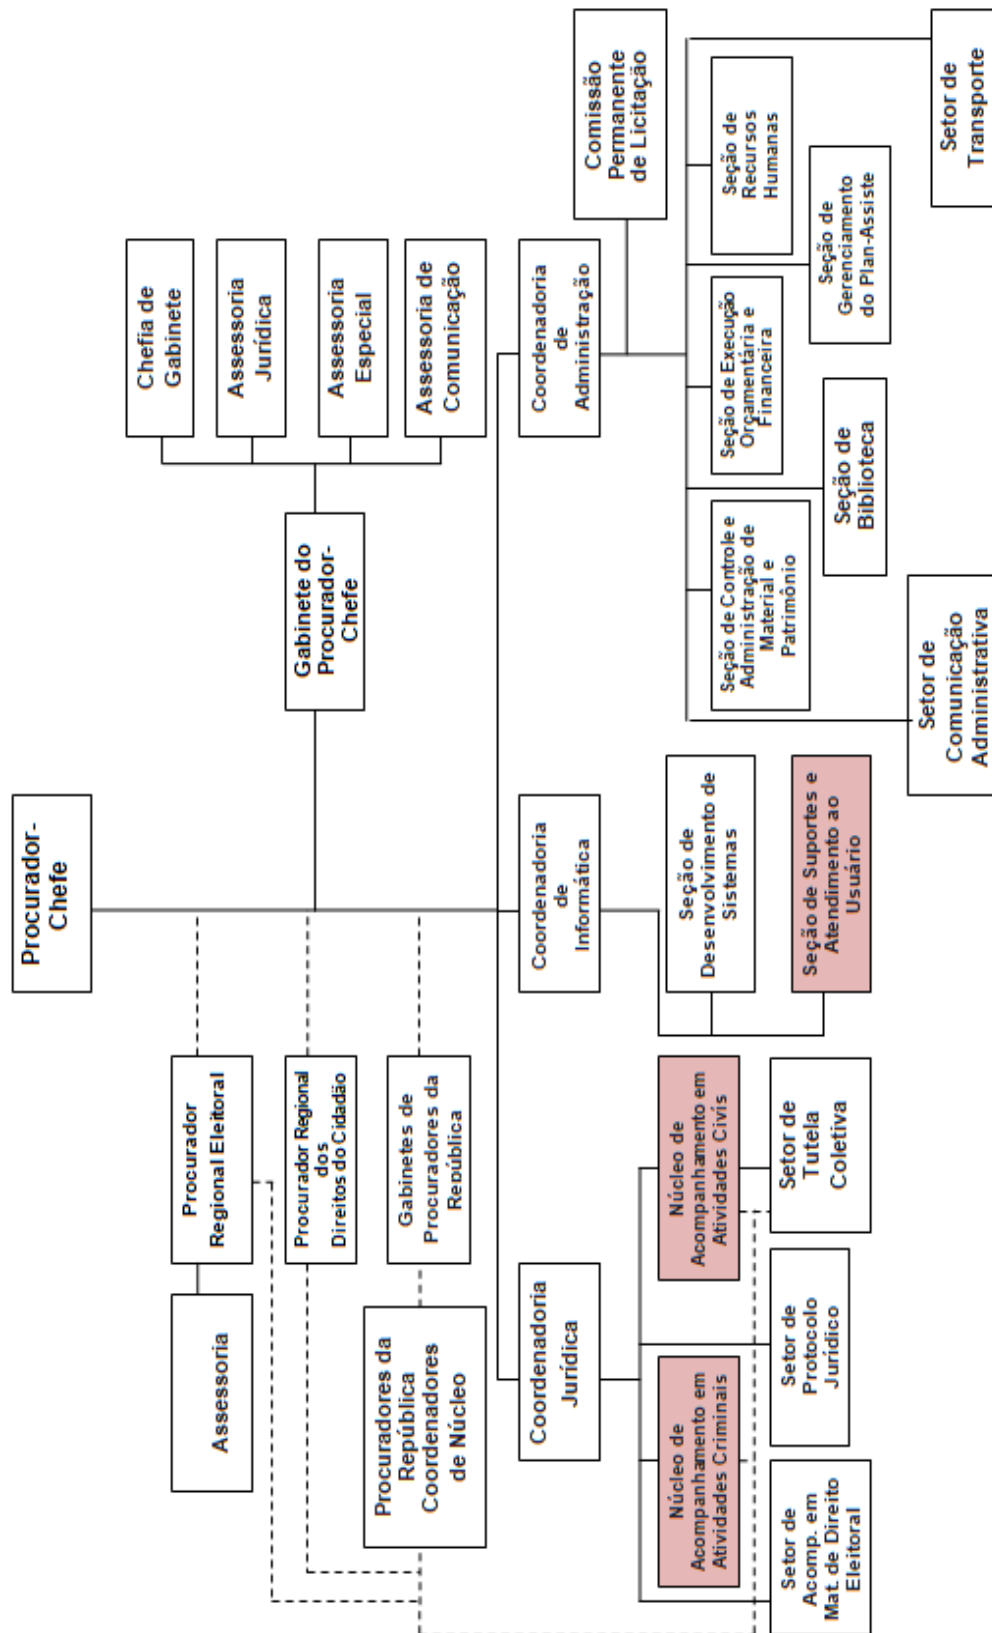 Procurador-
Chefe
Gabinete do
Procurador-
Chefe
Chefia de
Gabinete
Assessoria
Jurídica
Assessoria
Especial
Assessoria de
Comunicação
Procurador
Regional Eleitoral
Assessoria
Procurador Regional
dos
Direitos do Cidadão
Gabinetes de
Procuradores da
República
Procuradores da
República
Coordenadores
de Núcleo
Coordenadoria
Jurídica
Coordenadoria
de
Informática
Coordenadoria
de
Administração
Comissão
Permanente
de Licitação
Núcleo de
Acompanhamento em
Atividades Criminais
Núcleo de
Acompanhamento em
Atividades Civís
Setor de
Acomp. em
Mat. de Direito
Eleitoral
Setor de
Protocolo
Jurídico
Setor de
Tutela
Coletiva
Seção de
Desenvolvimento de
Sistemas
Seção de Suportes e
Atendimento ao
Usuário
Seção de Controle e
Administração de
Material e
Patrimônio
Seção de Execução
Orçamentária e
Financeira
Seção de
Recursos
Humanas
Seção de
Biblioteca
Seção de
Gerenciamento
do Plan-Assiste
Setor de
Comunicação
Administrativa
Setor de
Transporte